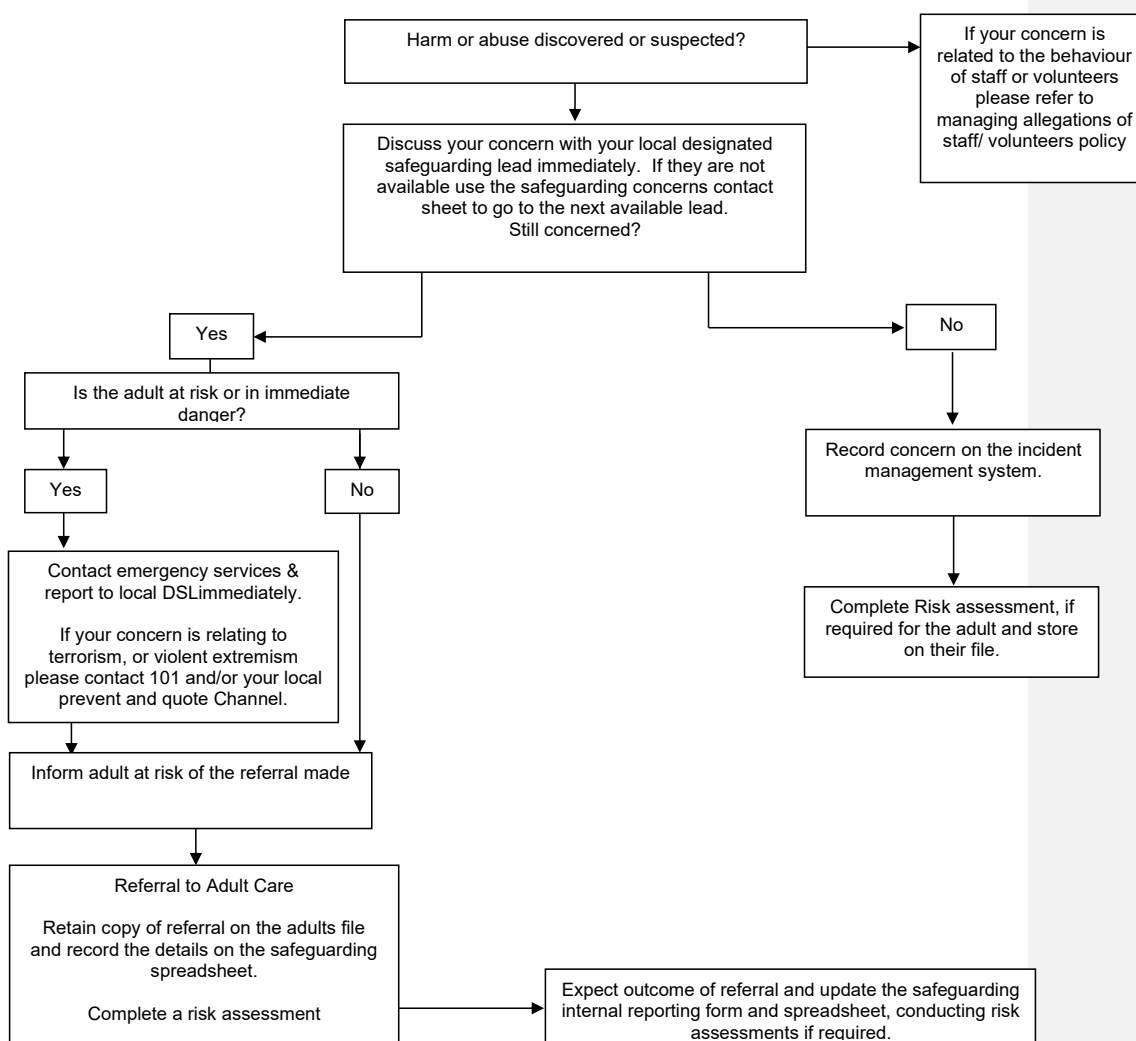 Harm or abuse discovered or suspected?
If your concern is
related to the behaviour
of staff or volunteers
please refer to
managing allegations of
staff/ volunteers policy
Discuss your concern with your local designated
safeguarding lead immediately.  If they are not
available use the safeguarding concerns contact
sheet to go to the next available lead.
Still concerned?
Yes
No
Is the adult at risk or in immediate
danger?
Record concern on the incident
management system.
Yes
No
Contact emergency services &
report to local DSLimmediately.
If your concern is relating to
terrorism, or violent extremism
please contact 101 and/or your local
prevent and quote Channel.
Complete Risk assessment, if
required for the adult and store
on their file.
Inform adult at risk of the referral made
Referral to Adult Care
Retain copy of referral on the adults file
and record the details on the safeguarding
spreadsheet.
Complete a risk assessment
Expect outcome of referral and update the safeguarding
internal reporting form and spreadsheet, conducting risk
assessments if required.